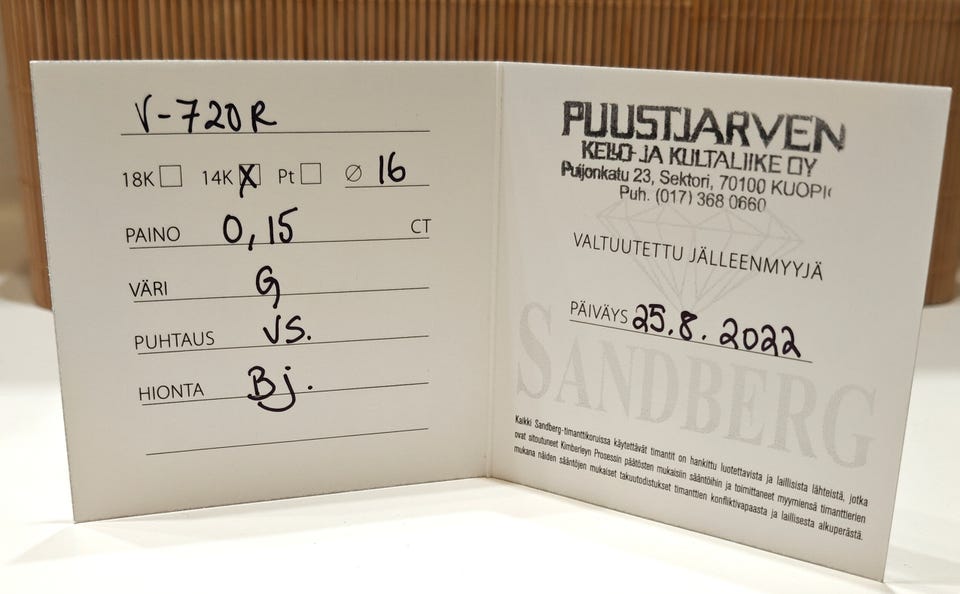 V-720R
18K 14K X Pt ∅ 16
PAINO 0,15 CT
VÄRI G
PUHTAUS VS.
HIONTA Bj.
PUUSTJARVEN
KELLO- JA KULTALIIKE OY
Puijonkatu 23, Sektori, 70100 KUOPIO
Puh. (017) 368 0660
VALTUUTETTU JÄLLEENMYYJÄ
PÄIVÄYS 25.8.2022
SANDBERG
Kaikki Sandberg-timanttikoruissa käytettävät timantit on hankittu luotettavista ja laillisista lähteistä, jotka
ovat sitoutuneet Kimberleyn Prosessin päätösten mukaisiin sääntöihin ja toimittaneet myymiensä timanttierien
mukana näiden sääntöjen mukaiset takuutodistukset timanttien konfliktivapaasta ja laillisesta alkuperästä.